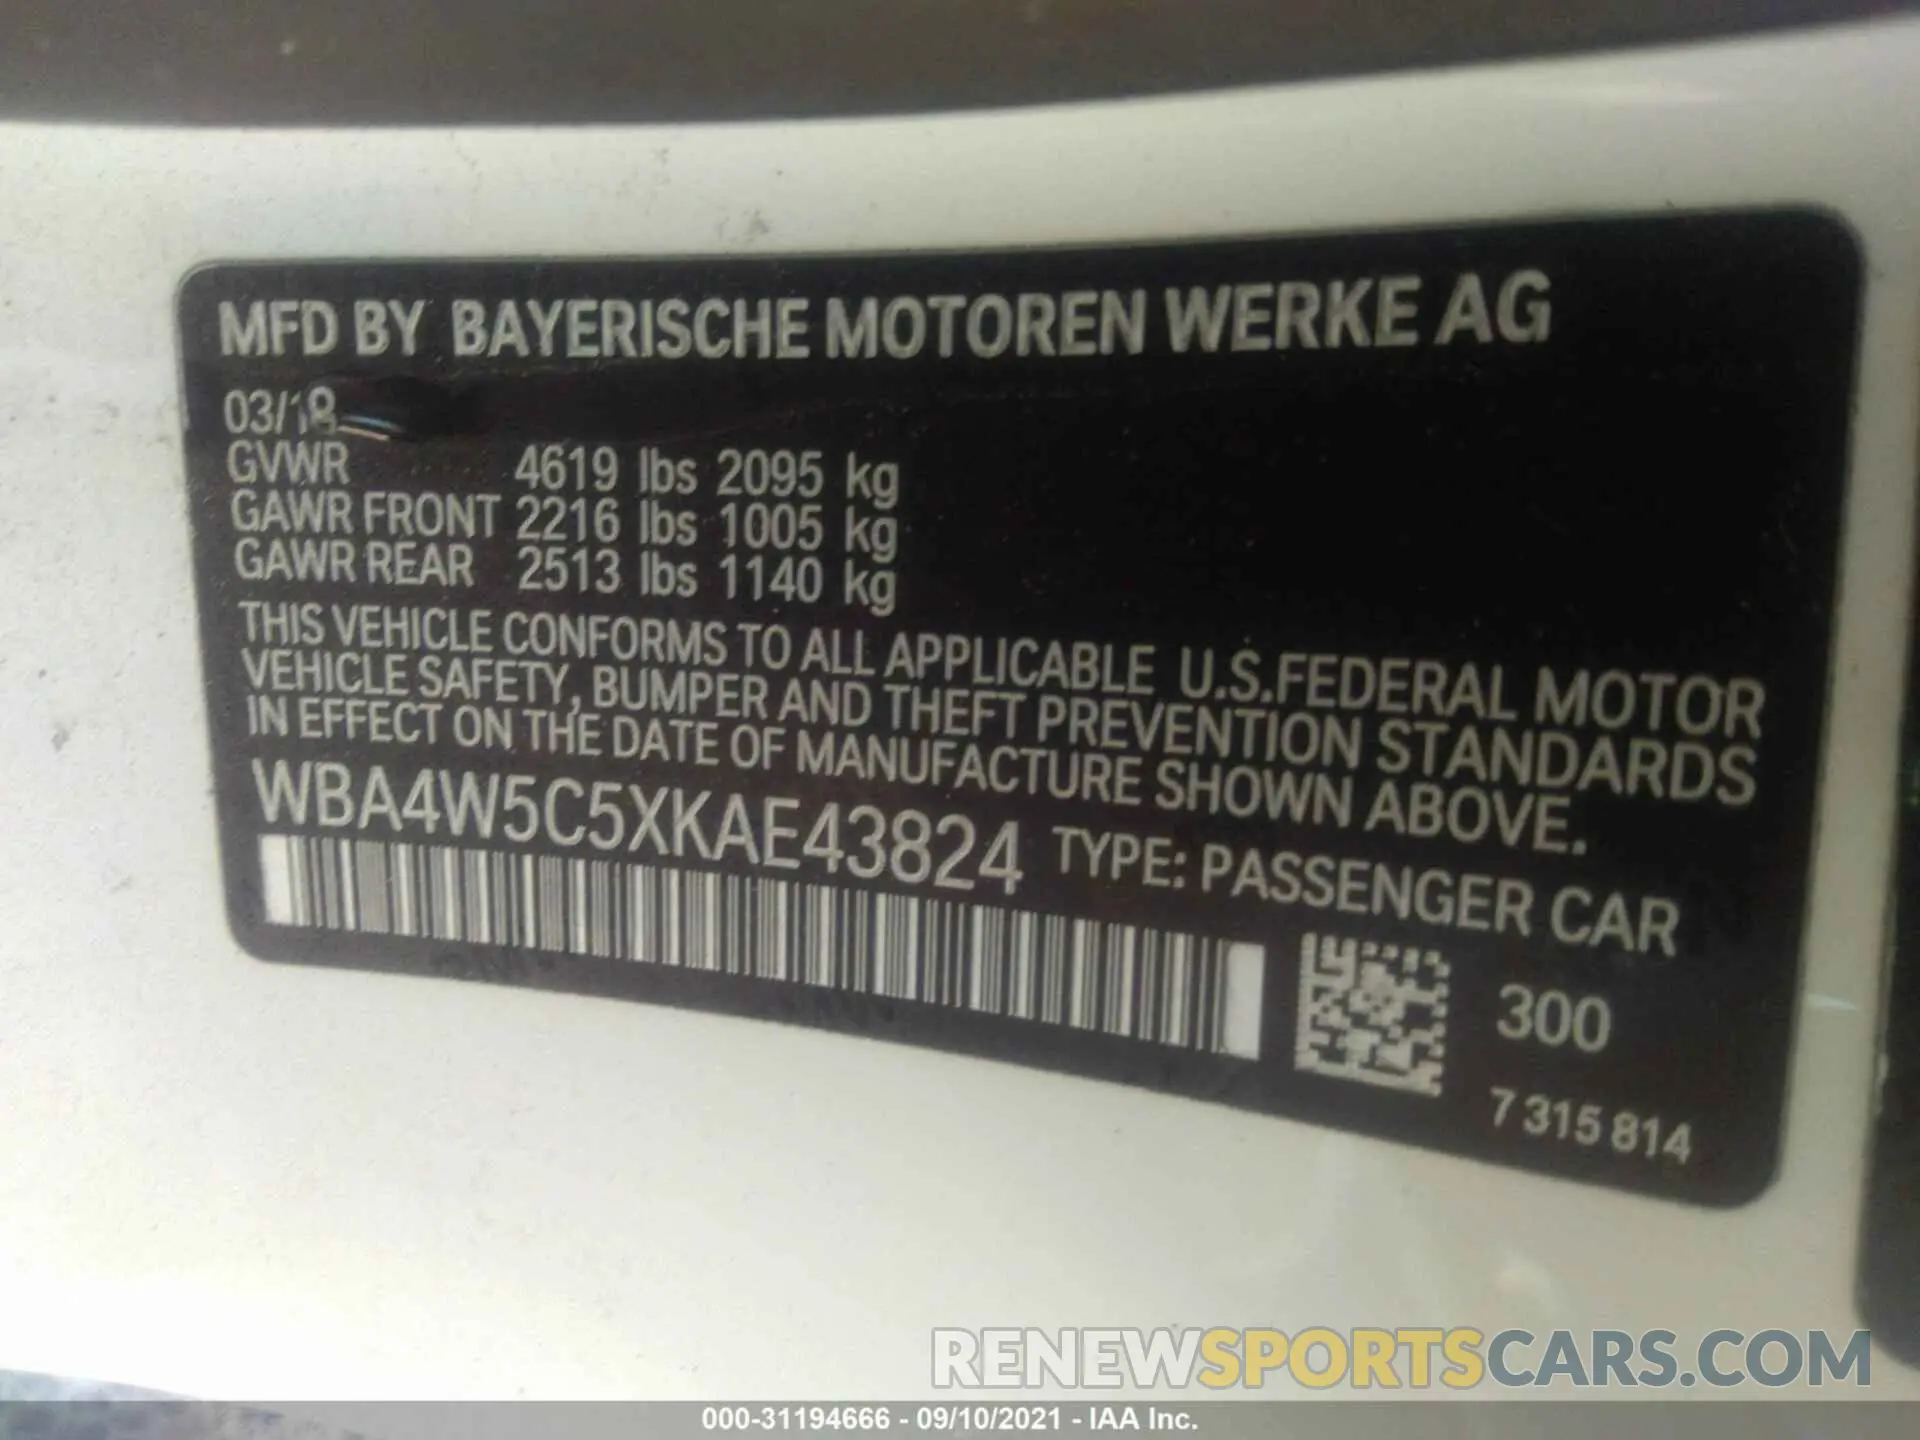 MFD BY BAYERISCHE MOTOREN WERKE AG
03/18
GVWR 4619 lbs 2095 kg
GAWR FRONT 2216 lbs 1005 kg
GAWR REAR 2513 lbs 1140 kg
THIS VEHICLE CONFORMS TO ALL APPLICABLE U.S.FEDERAL MOTOR
VEHICLE SAFETY, BUMPER AND THEFT PREVENTION STANDARDS
IN EFFECT ON THE DATE OF MANUFACTURE SHOWN ABOVE.
WBA4W5C5XKAE43824 TYPE: PASSENGER CAR
300
7 315 814
RENEWSPORTSCARS.COM
000-31194666 - 09/10/2021 - IAA Inc.